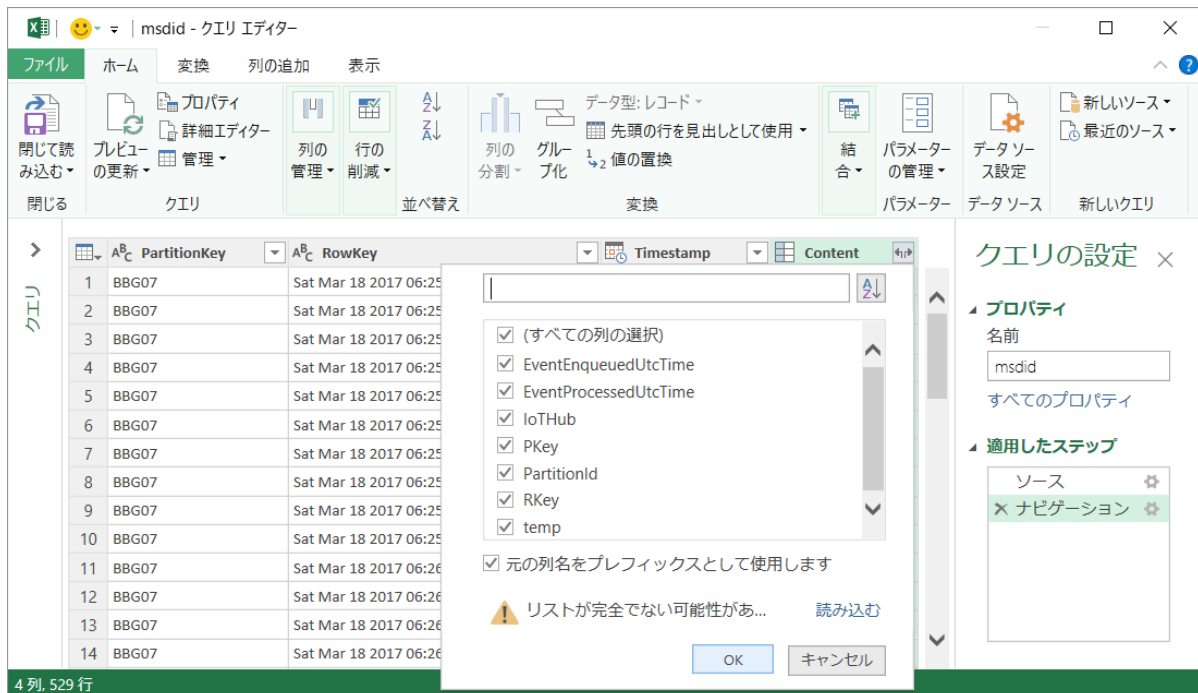 msdid - クエリ エディター
ファイル ホーム 変換 列の追加 表示
閉じて読み込む
プレビューの更新
プロパティ
詳細エディター
管理
列の管理
行の削減
列の分割
グループ化
データ型: レコード
先頭の行を見出しとして使用
1 2 値の置換
結合
パラメーターの管理
データ ソース設定
新しいソース
最近のソース
閉じる クエリ 並べ替え 変換 パラメーター データ ソース 新しいクエリ
クエリ
ABC PartitionKey ABC RowKey Timestamp Content
1 BBG07 Sat Mar 18 2017 06:25
2 BBG07 Sat Mar 18 2017 06:25
3 BBG07 Sat Mar 18 2017 06:25
4 BBG07 Sat Mar 18 2017 06:25
5 BBG07 Sat Mar 18 2017 06:25
6 BBG07 Sat Mar 18 2017 06:25
7 BBG07 Sat Mar 18 2017 06:25
8 BBG07 Sat Mar 18 2017 06:25
9 BBG07 Sat Mar 18 2017 06:25
10 BBG07 Sat Mar 18 2017 06:25
11 BBG07 Sat Mar 18 2017 06:26
12 BBG07 Sat Mar 18 2017 06:26
13 BBG07 Sat Mar 18 2017 06:26
14 BBG07 Sat Mar 18 2017 06:26
(すべての列の選択)
EventEnqueuedUtcTime
EventProcessedUtcTime
IoTHub
PKey
PartitionId
RKey
temp
元の列名をプレフィックスとして使用します
リストが完全でない可能性があ... 読み込む
OK キャンセル
クエリの設定
プロパティ
名前
msdid
すべてのプロパティ
適用したステップ
ソース
ナビゲーション
4 列, 529 行